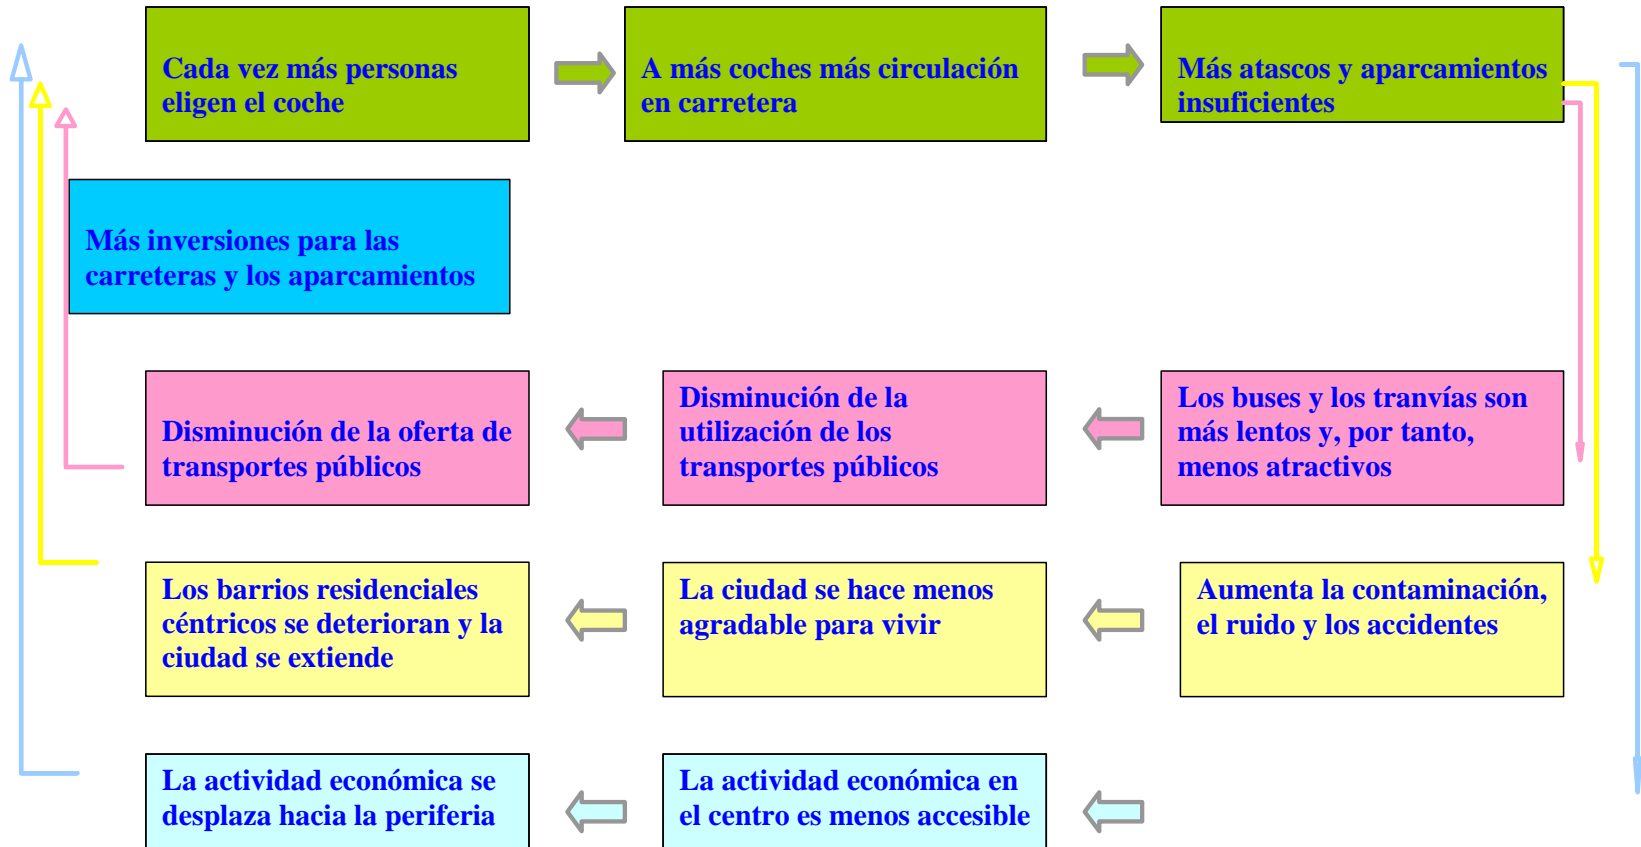 Cada vez más personas
eligen el coche
A más coches más circulación
en carretera
Más atascos y aparcamientos
insuficientes
Más inversiones para las
carreteras y los aparcamientos
Disminución de la oferta de
transportes públicos
Disminución de la
utilización de los
transportes públicos
Los buses y los tranvías son
más lentos y, por tanto,
menos atractivos
Los barrios residenciales
céntricos se deterioran y la
ciudad se extiende
La ciudad se hace menos
agradable para vivir
Aumenta la contaminación,
el ruido y los accidentes
La actividad económica se
desplaza hacia la periferia
La actividad económica en
el centro es menos accesible